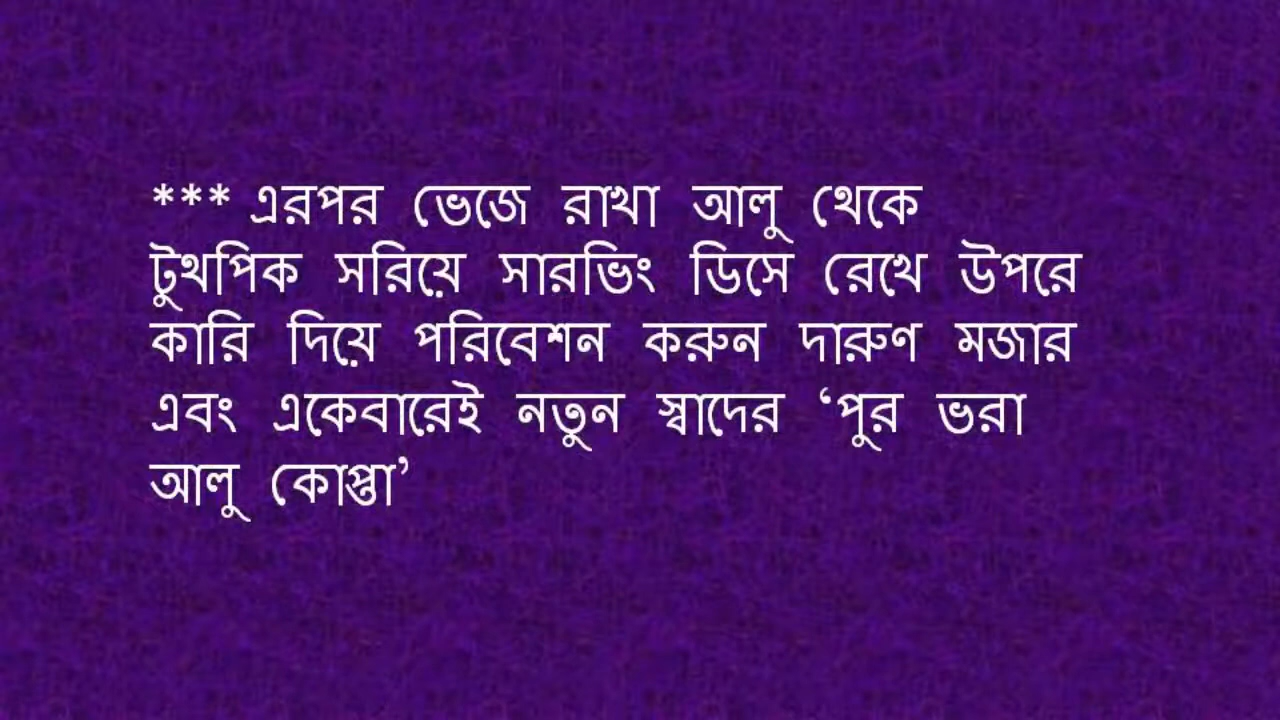 *** এরপর ভেজে রাখা আলু থেকে
টুথপিক সরিয়ে সারভিং ডিসে রেখে উপরে
কারি দিয়ে পরিবেশন করুন দারুণ মজার
এবং একেবারেই নতুন স্বাদের ‘পুর ভরা
আলু কোপ্তা’